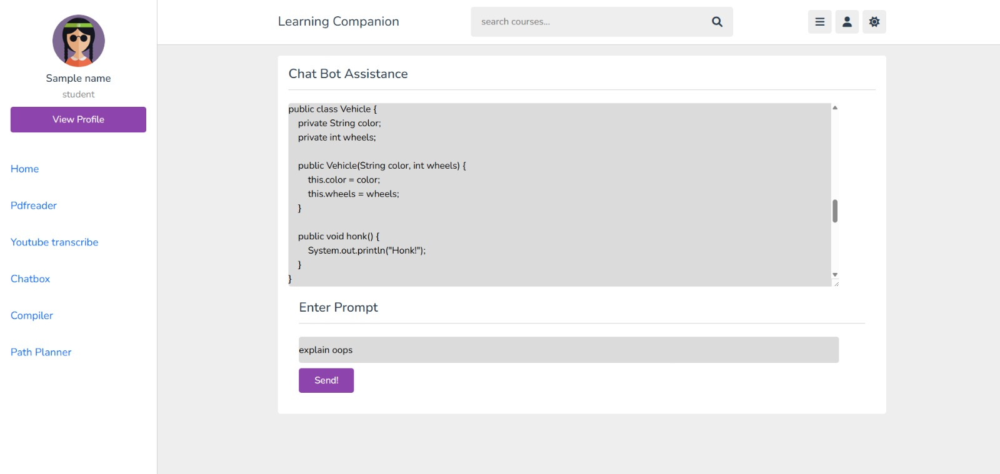 Sample name
student
View Profile
Home
Pdfreader
Youtube transcribe
Chatbox
Compiler
Path Planner
Learning Companion
search courses...
Chat Bot Assistance
public class Vehicle {
    private String color;
    private int wheels;

    public Vehicle(String color, int wheels) {
        this.color = color;
        this.wheels = wheels;
    }

    public void honk() {
        System.out.println("Honk!");
    }
}
Enter Prompt
explain oops
Send!